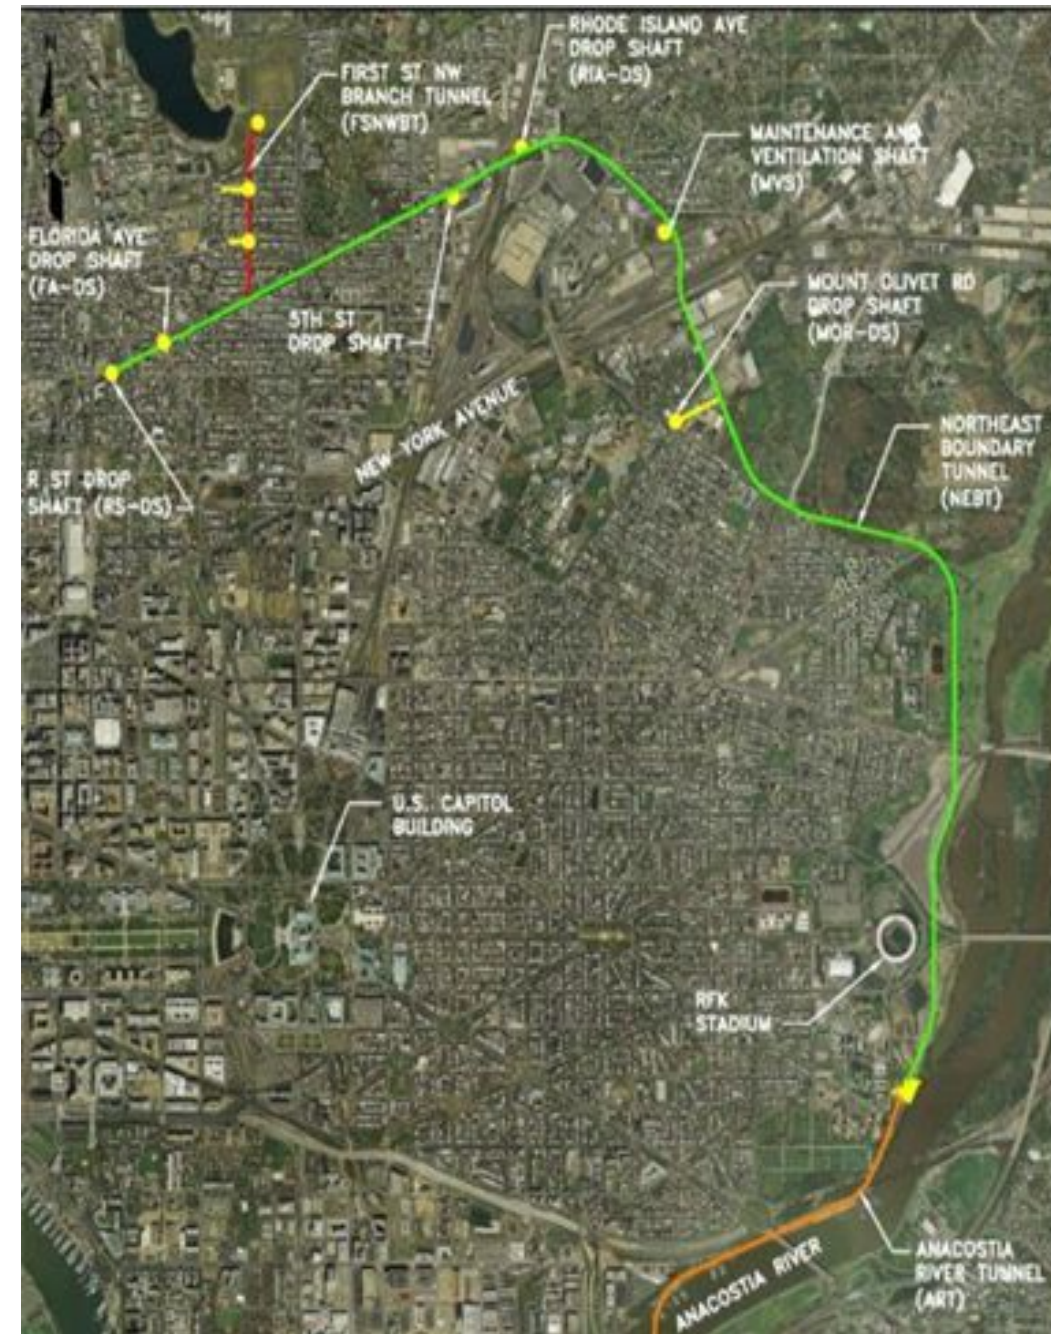 N
RHODE ISLAND AVE
DROP SHAFT
(RIA-DS)
FIRST ST NW
BRANCH TUNNEL
(FSNWBT)
MAINTENANCE AND
VENTILATION SHAFT
(MVS)
FLORIDA AVE
DROP SHAFT
(FA-DS)
MOUNT OLIVET RD
DROP SHAFT
(MOR-DS)
5TH ST
DROP SHAFT
NEW YORK AVENUE
NORTHEAST
BOUNDARY
TUNNEL
(NEBT)
R ST DROP
SHAFT (RS-DS)
U.S. CAPITOL
BUILDING
RFK
STADIUM
ANACOSTIA RIVER
ANACOSTIA
RIVER TUNNEL
(ART)